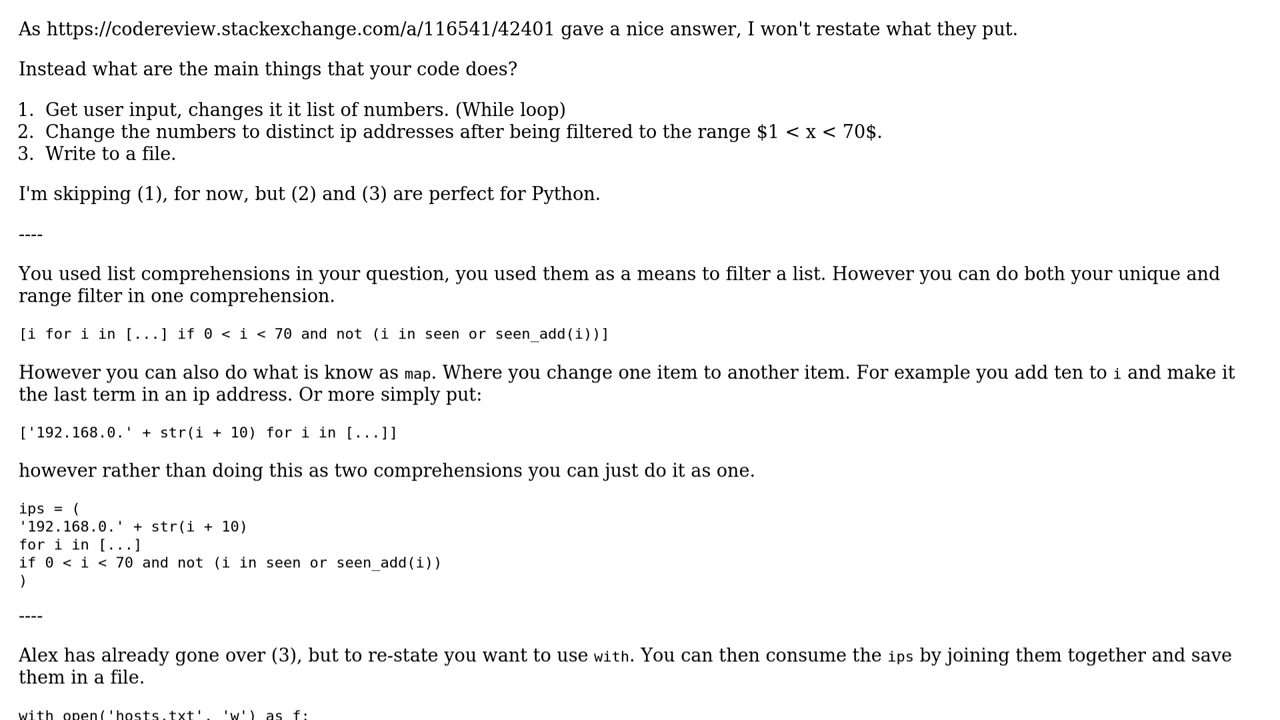 As https://codereview.stackexchange.com/a/116541/42401 gave a nice answer, I won't restate what they put.
Instead what are the main things that your code does?
1. Get user input, changes it it list of numbers. (While loop)
2. Change the numbers to distinct ip addresses after being filtered to the range $1 < x < 70$.
3. Write to a file.
I'm skipping (1), for now, but (2) and (3) are perfect for Python.
----
You used list comprehensions in your question, you used them as a means to filter a list. However you can do both your unique and
range filter in one comprehension.
[i for i in [...] if 0 < i < 70 and not (i in seen or seen_add(i))]
However you can also do what is know as map. Where you change one item to another item. For example you add ten to i and make it
the last term in an ip address. Or more simply put:
['192.168.0.' + str(i + 10) for i in [...]]
however rather than doing this as two comprehensions you can just do it as one.
ips = (
'192.168.0.' + str(i + 10)
for i in [...]
if 0 < i < 70 and not (i in seen or seen_add(i))
)
----
Alex has already gone over (3), but to re-state you want to use with. You can then consume the ips by joining them together and save
them in a file.
with open('hosts.txt', 'w') as f: